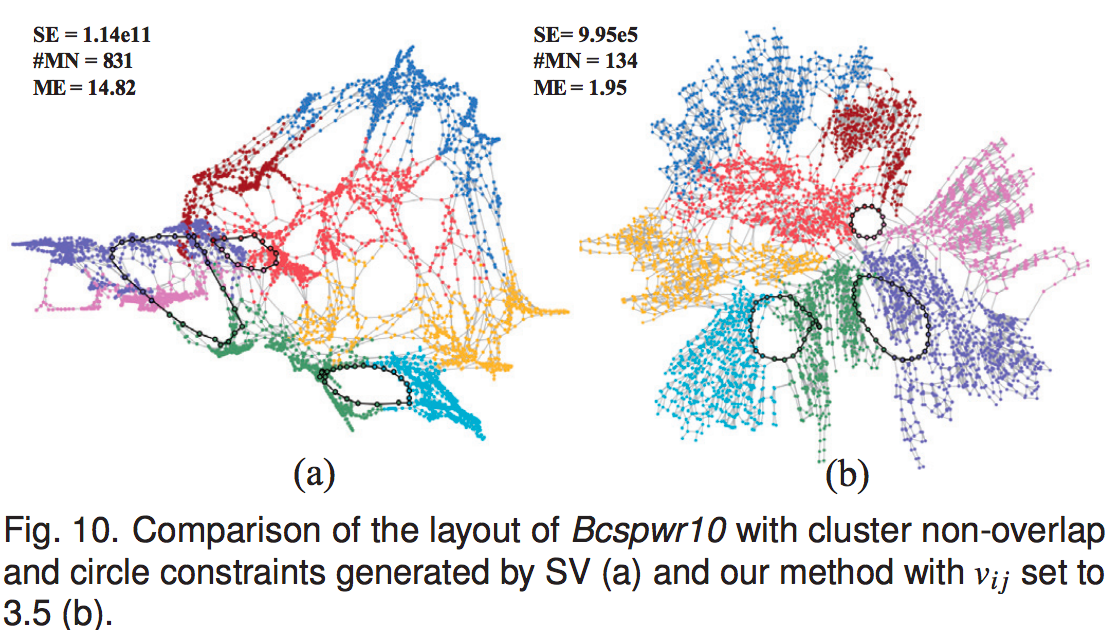 SE = 1.14e11
#MN = 831
ME = 14.82
SE= 9.95e5
#MN = 134
ME = 1.95
(a)
(b)
Fig. 10. Comparison of the layout of Bcspwr10 with cluster non-overlap
and circle constraints generated by SV (a) and our method with 𝑣𝑖𝑗 set to
3.5 (b).